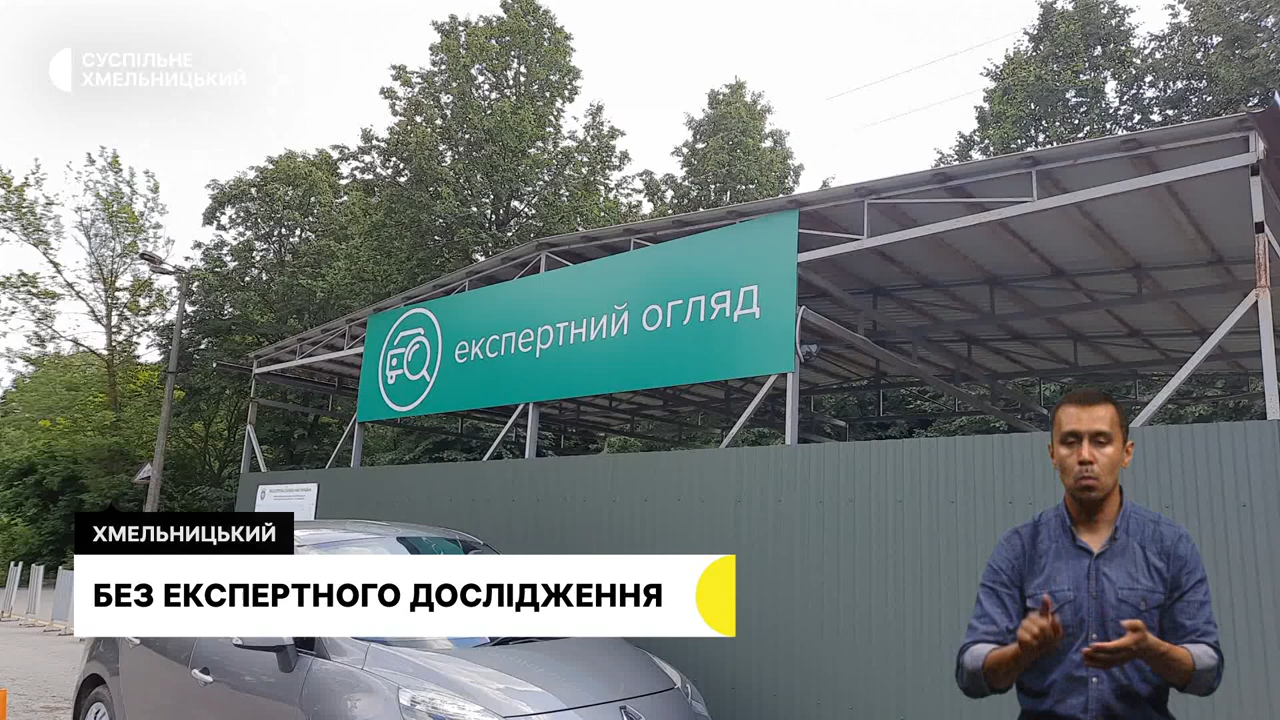 СУСПІЛЬНЕ
ХМЕЛЬНИЦЬКИЙ
експертний огляд
ХМЕЛЬНИЦЬКИЙ
БЕЗ ЕКСПЕРТНОГО ДОСЛІДЖЕННЯ